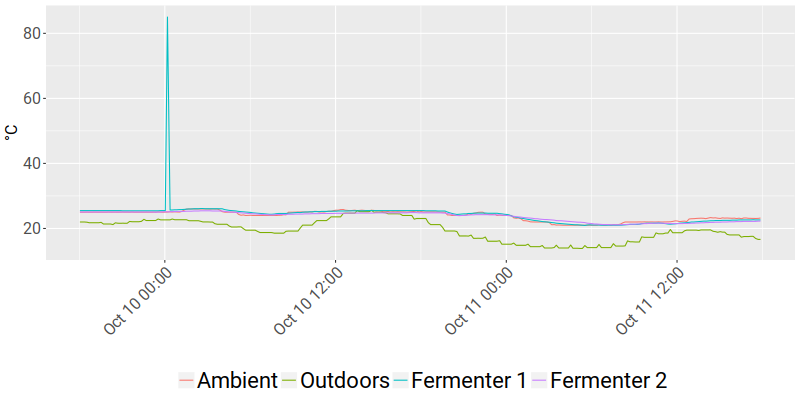 80
60
40
20
°C
Oct 10 00:00
Oct 10 12:00
Oct 11 00:00
Oct 11 12:00
Ambient Outdoors Fermenter 1 Fermenter 2